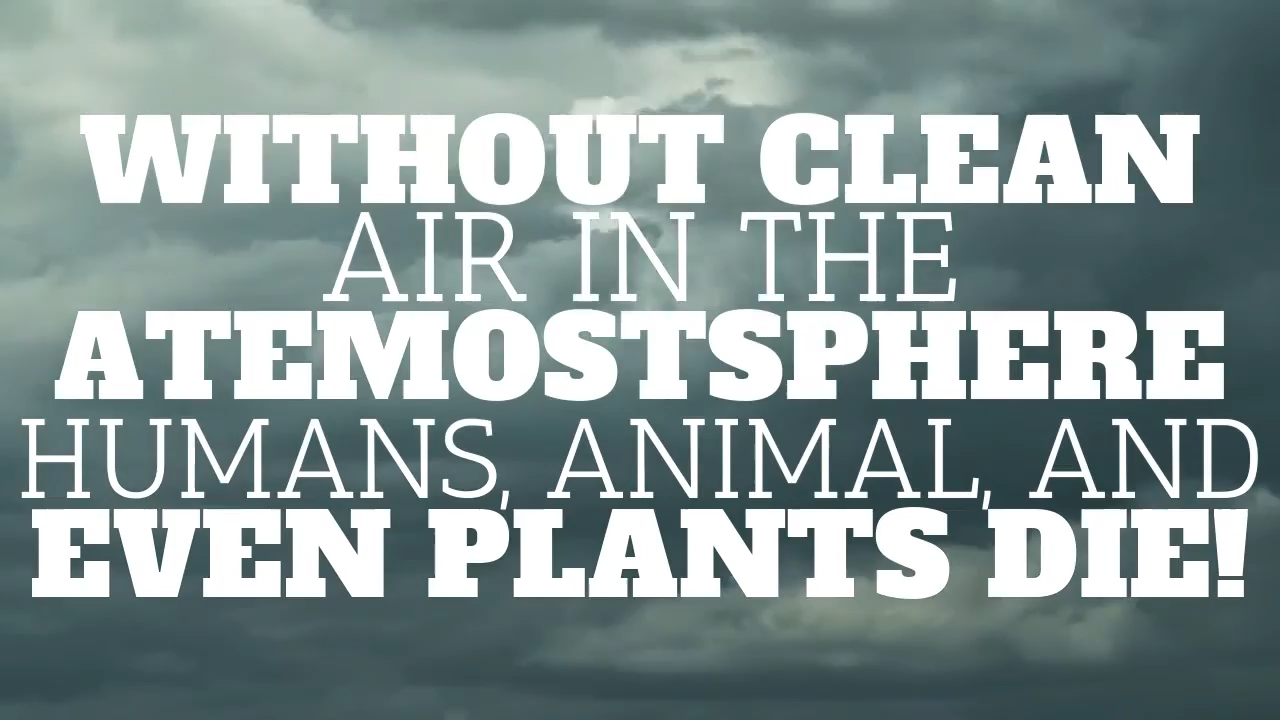 WITHOUT CLEAN
AIR IN THE
ATEMOSTSPHERE
HUMANS, ANIMAL, AND
EVEN PLANTS DIE!